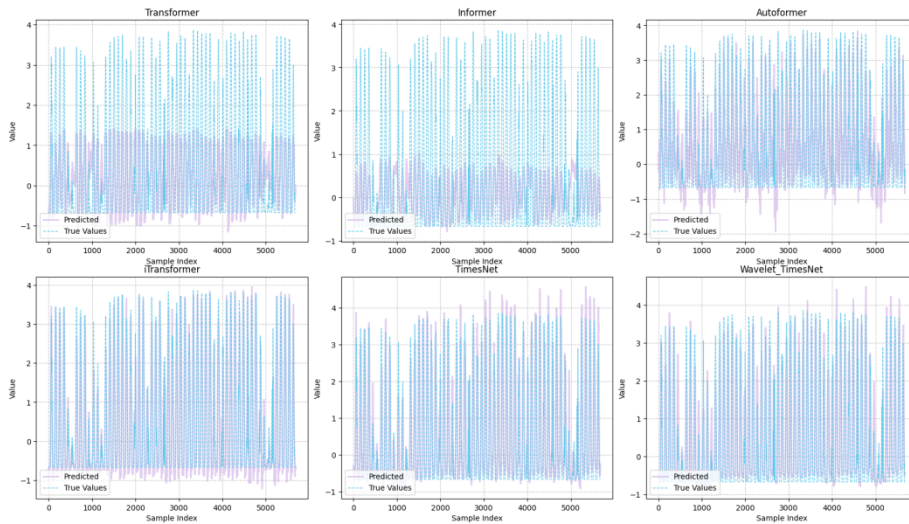 Transformer
4
3
2
1
0
-1
Value
Predicted
True Values
0 1000 2000 3000 4000 5000
Sample Index
Informer
4
3
2
1
0
-1
Value
Predicted
True Values
0 1000 2000 3000 4000 5000
Sample Index
Autoformer
4
3
2
1
0
-1
-2
Value
Predicted
True Values
0 1000 2000 3000 4000 5000
Sample Index
iTransformer
4
3
2
1
0
-1
Value
Predicted
True Values
0 1000 2000 3000 4000 5000
Sample Index
TimesNet
4
3
2
1
0
-1
Value
Predicted
True Values
0 1000 2000 3000 4000 5000
Sample Index
Wavelet_TimesNet
4
3
2
1
0
-1
Value
Predicted
True Values
0 1000 2000 3000 4000 5000
Sample Index